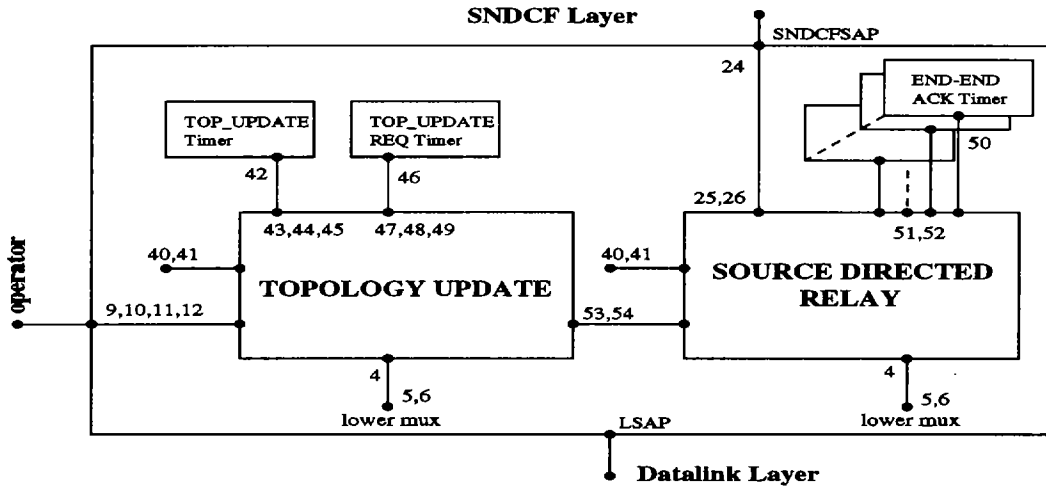 SNDCF Layer
SNDCFSAP
24
END-END
ACK Timer
TOP_UPDATE
Timer
TOP_UPDATE
REQ Timer
50
42
46
25,26
43,44,45
47,48,49
51,52
40,41
40,41
TOPOLOGY UPDATE
SOURCE DIRECTED
RELAY
operator
9,10,11,12
53,54
4
4
5,6
5,6
lower mux
lower mux
LSAP
Datalink Layer